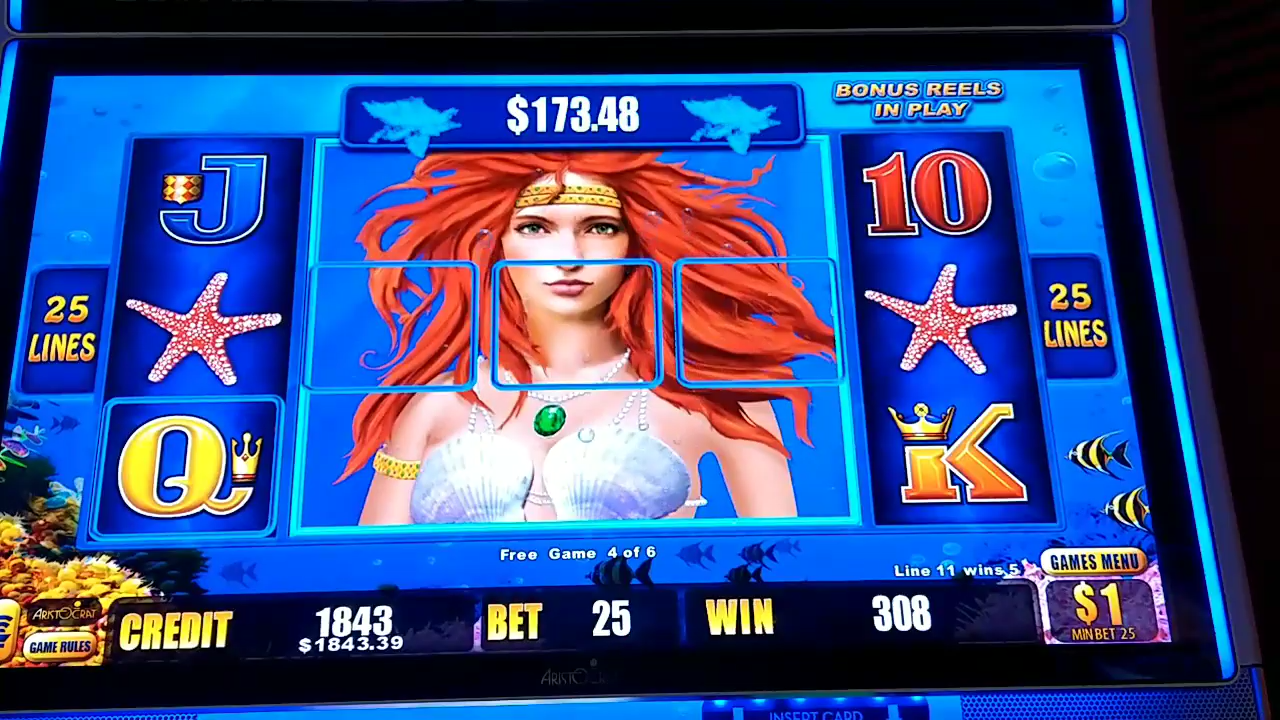 $173.48
BONUS REELS
IN PLAY
J
10
25
LINES
25
LINES
Q
K
Free Game 4 of 6
Line 11 wins 5
GAMES MENU
ARISTOCRAT
GAME RULES
CREDIT
1843
$1843.39
BET
25
WIN
308
$1
MIN BET 25
INSERT CARD